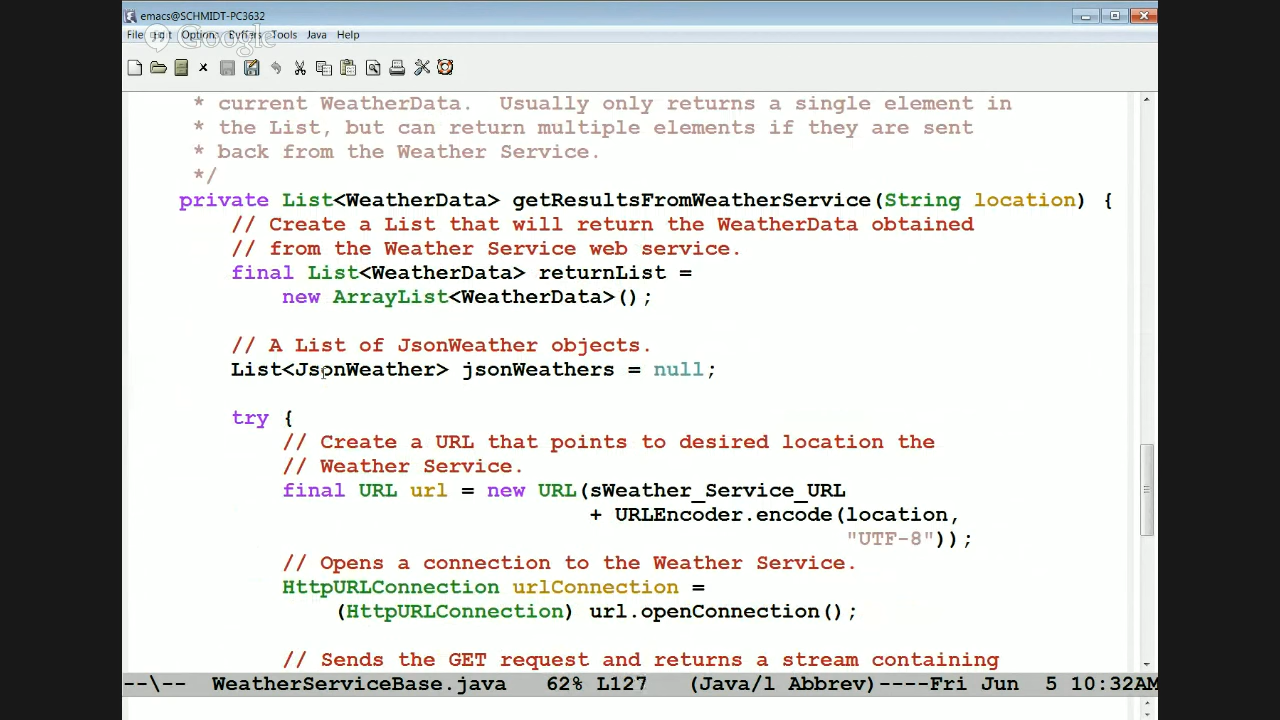 emacs@SCHMIDT-PC3632
File Edit Options Buffers Tools Java Help
Google
* current WeatherData.  Usually only returns a single element in
* the List, but can return multiple elements if they are sent
* back from the Weather Service.
*/
private List<WeatherData> getResultsFromWeatherService(String location) {
// Create a List that will return the WeatherData obtained
// from the Weather Service web service.
final List<WeatherData> returnList =
new ArrayList<WeatherData>();
// A List of JsonWeather objects.
List<JsonWeather> jsonWeathers = null;
try {
// Create a URL that points to desired location the
// Weather Service.
final URL url = new URL(sWeather_Service_URL
+ URLEncoder.encode(location,
"UTF-8"));
// Opens a connection to the Weather Service.
HttpURLConnection urlConnection =
(HttpURLConnection) url.openConnection();
// Sends the GET request and returns a stream containing
--\-- WeatherServiceBase.java 62% L127 (Java/l Abbrev)----Fri Jun 5 10:32AM